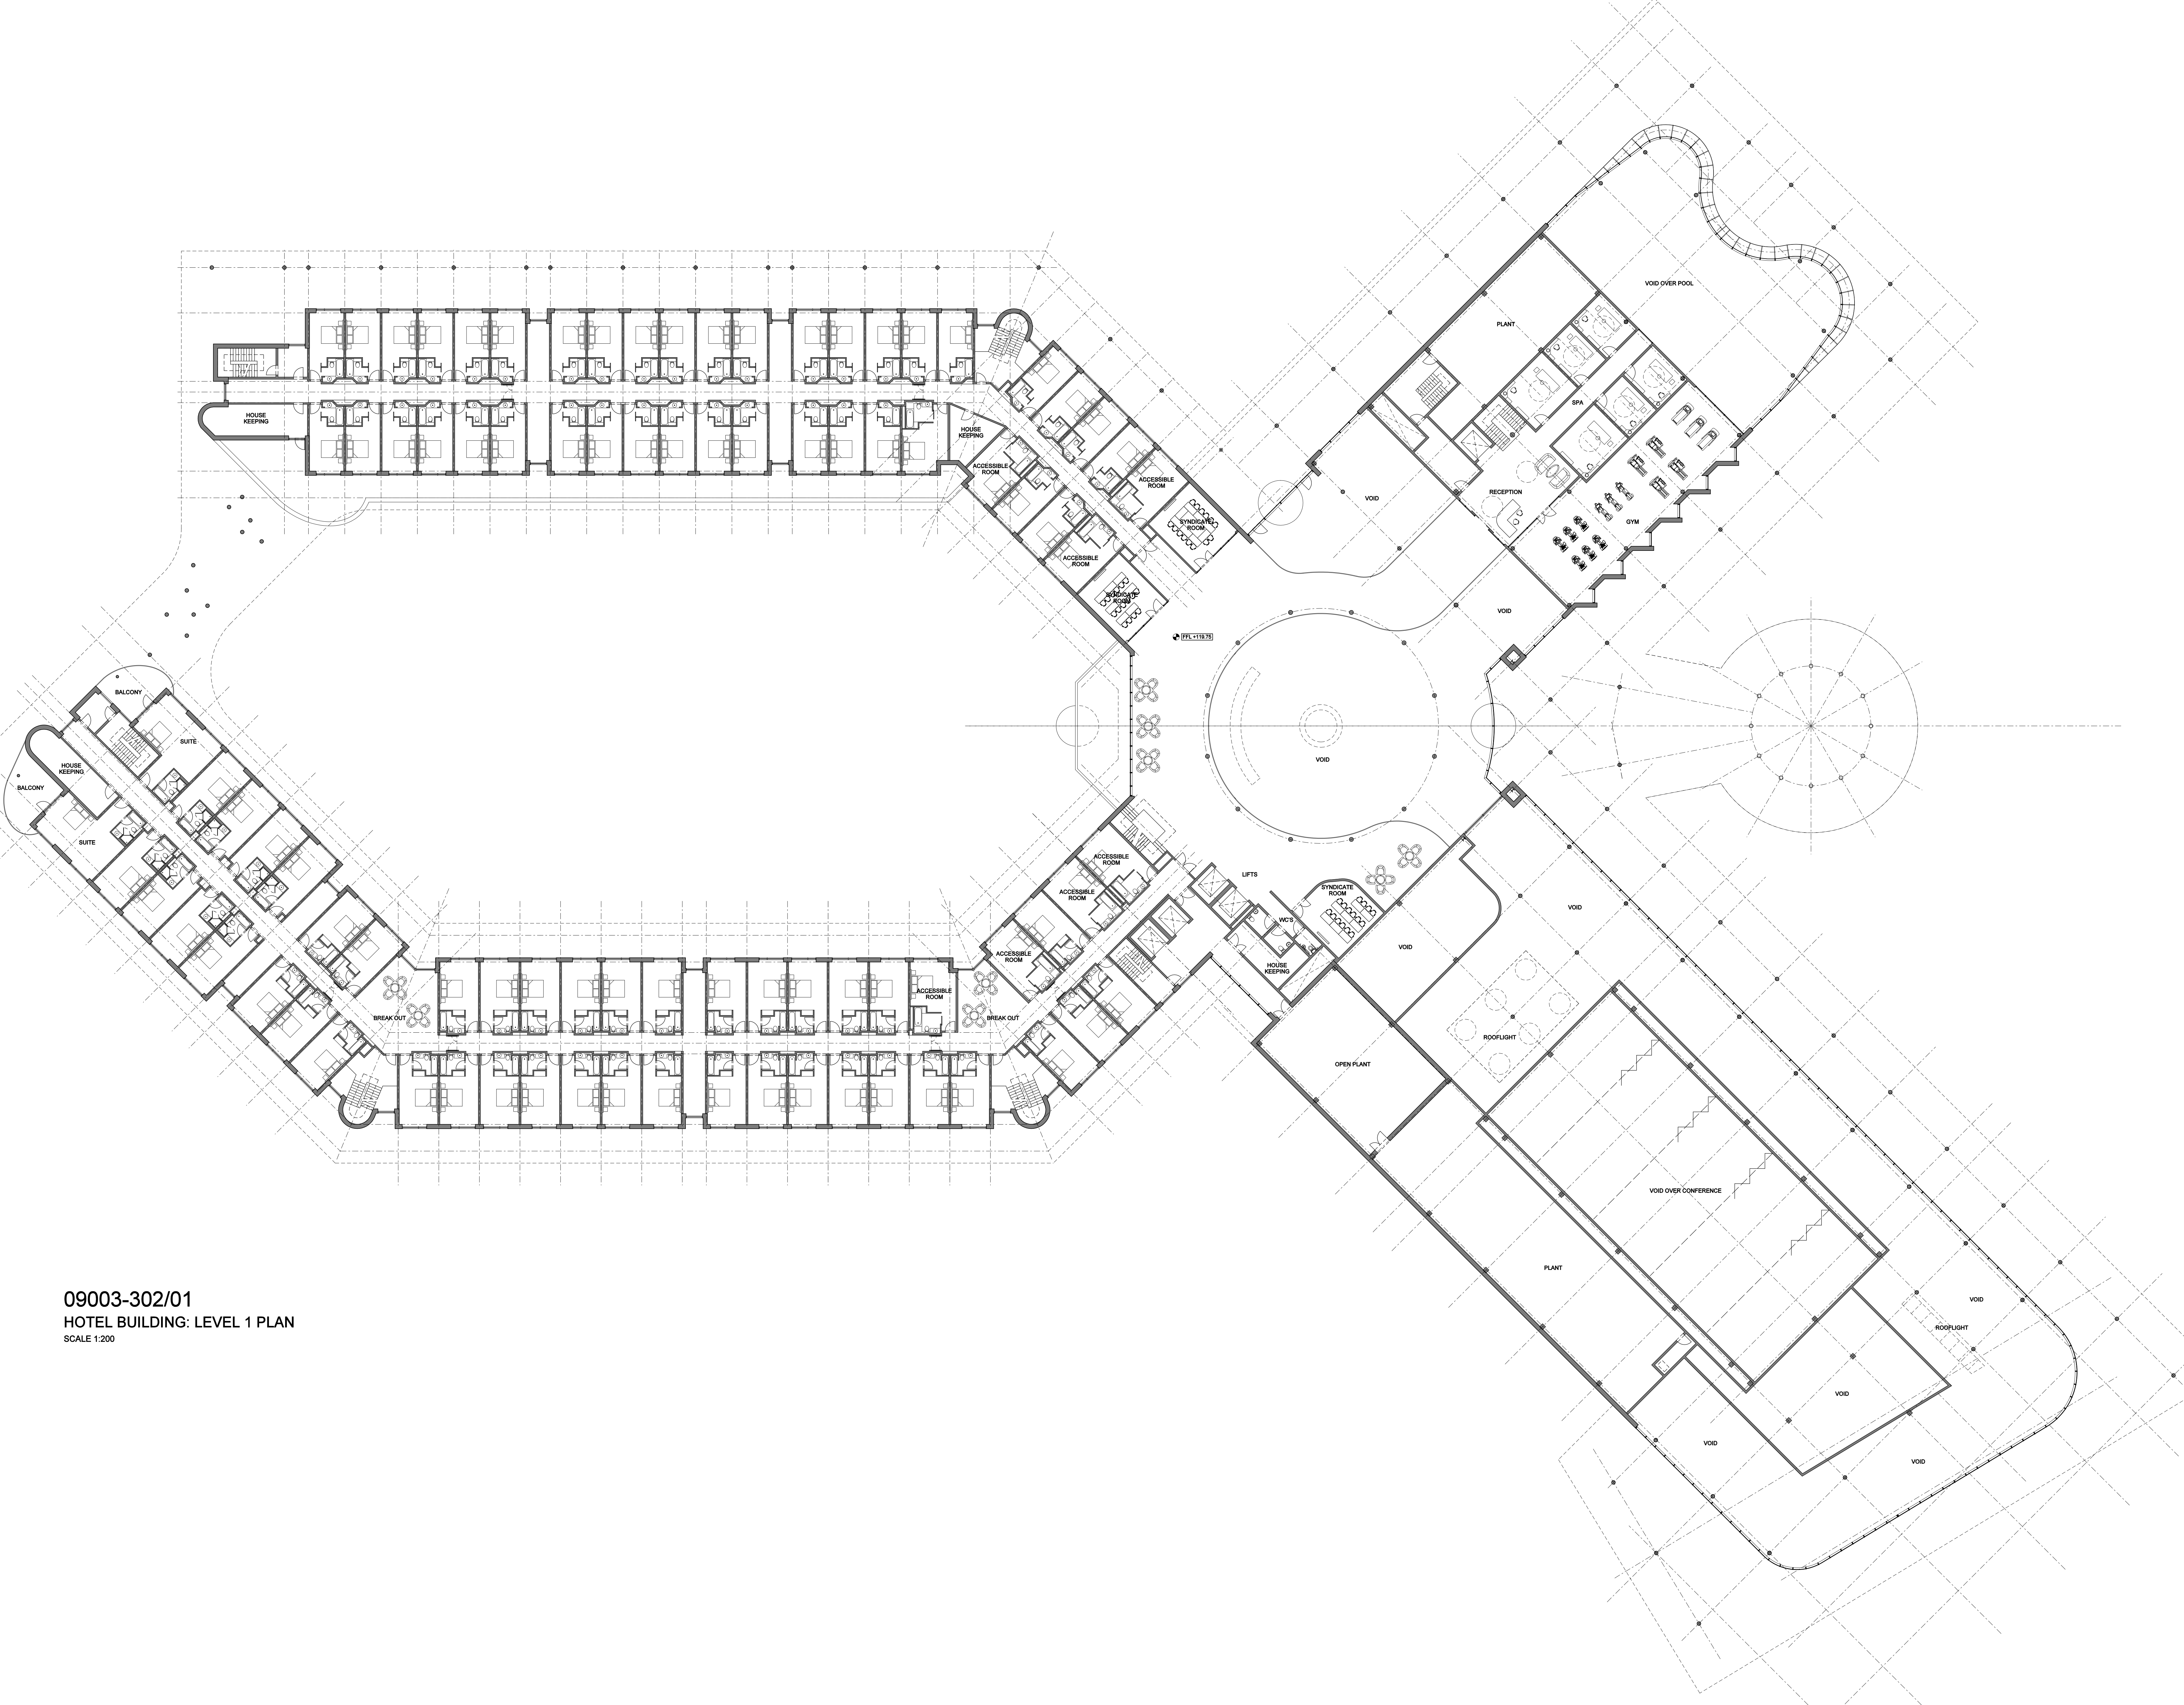 VOID OVER POOL
PLANT
SPA
HOUSE
KEEPING
HOUSE
KEEPING
ACCESSIBLE
ROOM
ACCESSIBLE
ROOM
RECEPTION
VOID
SYNDICATE
ROOM
GYM
ACCESSIBLE
ROOM
SYNDICATE
ROOM
VOID
FFL +119.75
BALCONY
SUITE
VOID
HOUSE
KEEPING
BALCONY
SUITE
ACCESSIBLE
ROOM
LIFTS
ACCESSIBLE
ROOM
SYNDICATE
ROOM
VOID
WC'S
VOID
ACCESSIBLE
ROOM
HOUSE
KEEPING
ACCESSIBLE
ROOM
BREAK OUT
BREAK OUT
ROOFLIGHT
OPEN PLANT
VOID OVER CONFERENCE
PLANT
09003-302/01
HOTEL BUILDING: LEVEL 1 PLAN
SCALE 1:200
VOID
ROOFLIGHT
VOID
VOID
VOID